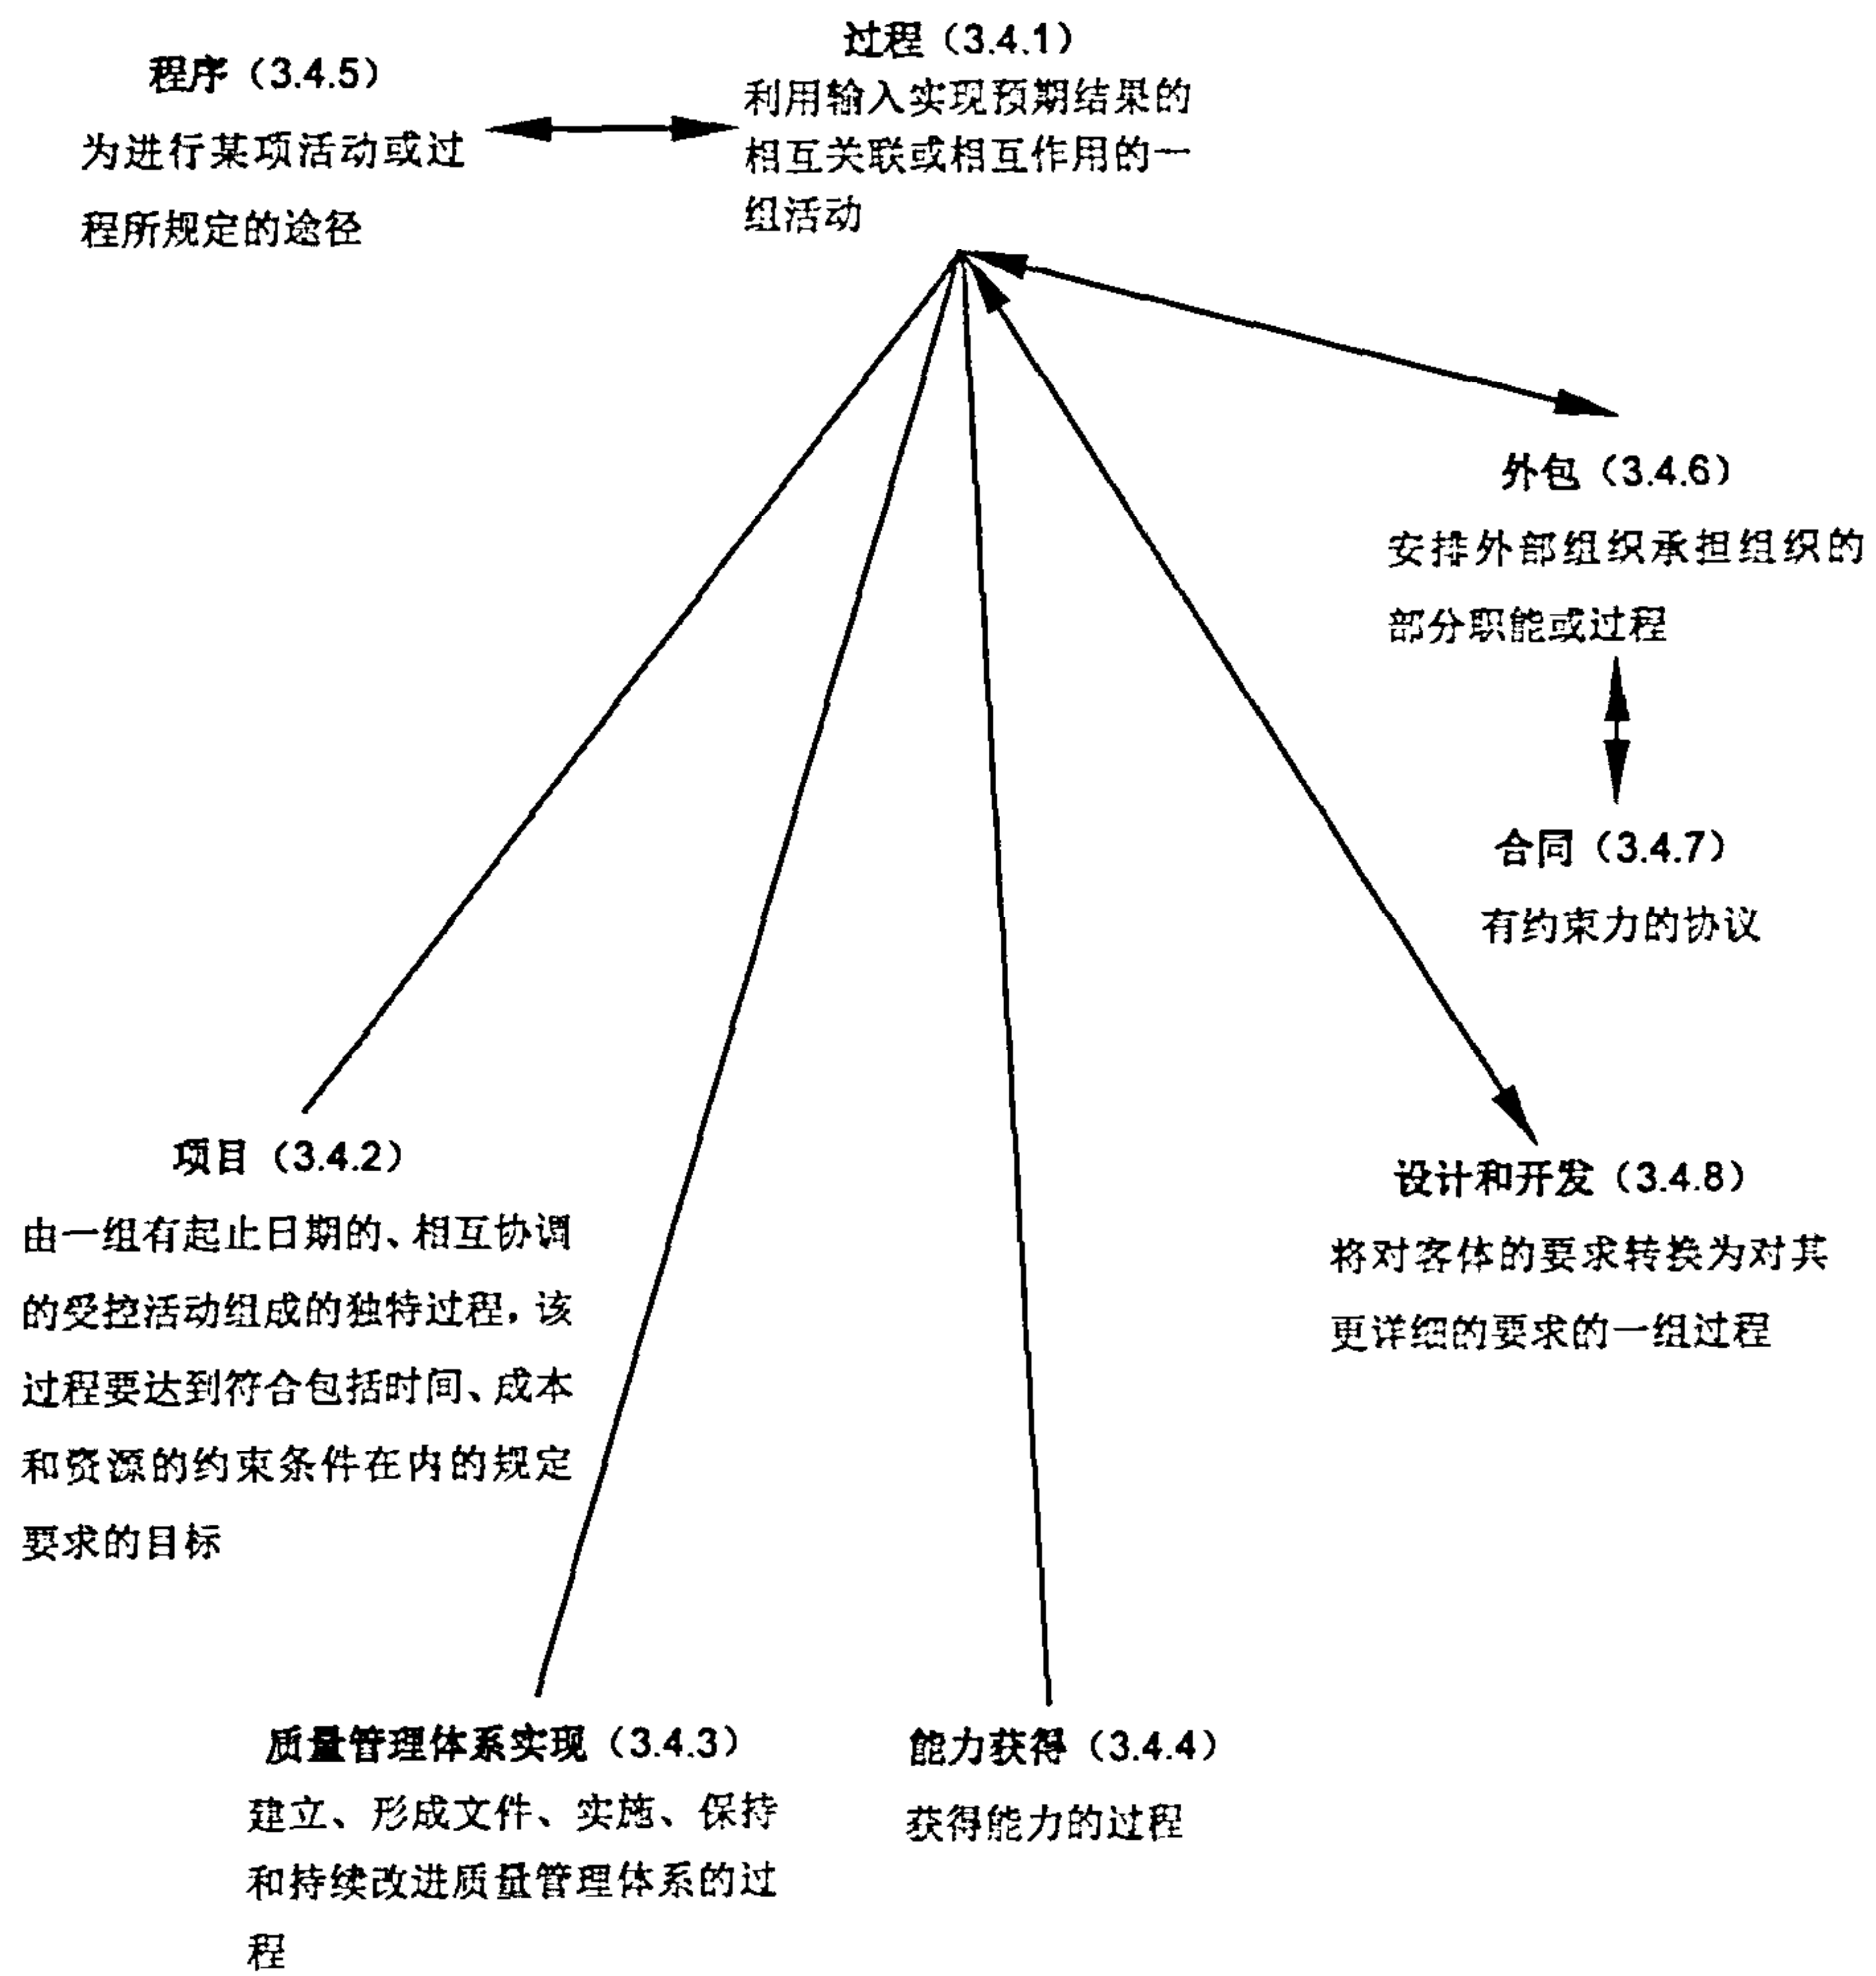 过程（3.4.1）
利用输入实现预期结果的
相互关联或相互作用的一
组活动
程序（3.4.5）
为进行某项活动或过
程所规定的途径
外包（3.4.6）
安排外部组织承担组织的
部分职能或过程
合同（3.4.7）
有约束力的协议
项目（3.4.2）
由一组有起止日期的、相互协调
的受控活动组成的独特过程，该
过程要达到符合包括时间、成本
和资源的约束条件在内的规定
要求的目标
设计和开发（3.4.8）
将对客体的要求转换为对其
更详细的要求的一组过程
质量管理体系实现（3.4.3）
建立、形成文件、实施、保持
和持续改进质量管理体系的过
程
能力获得（3.4.4）
获得能力的过程